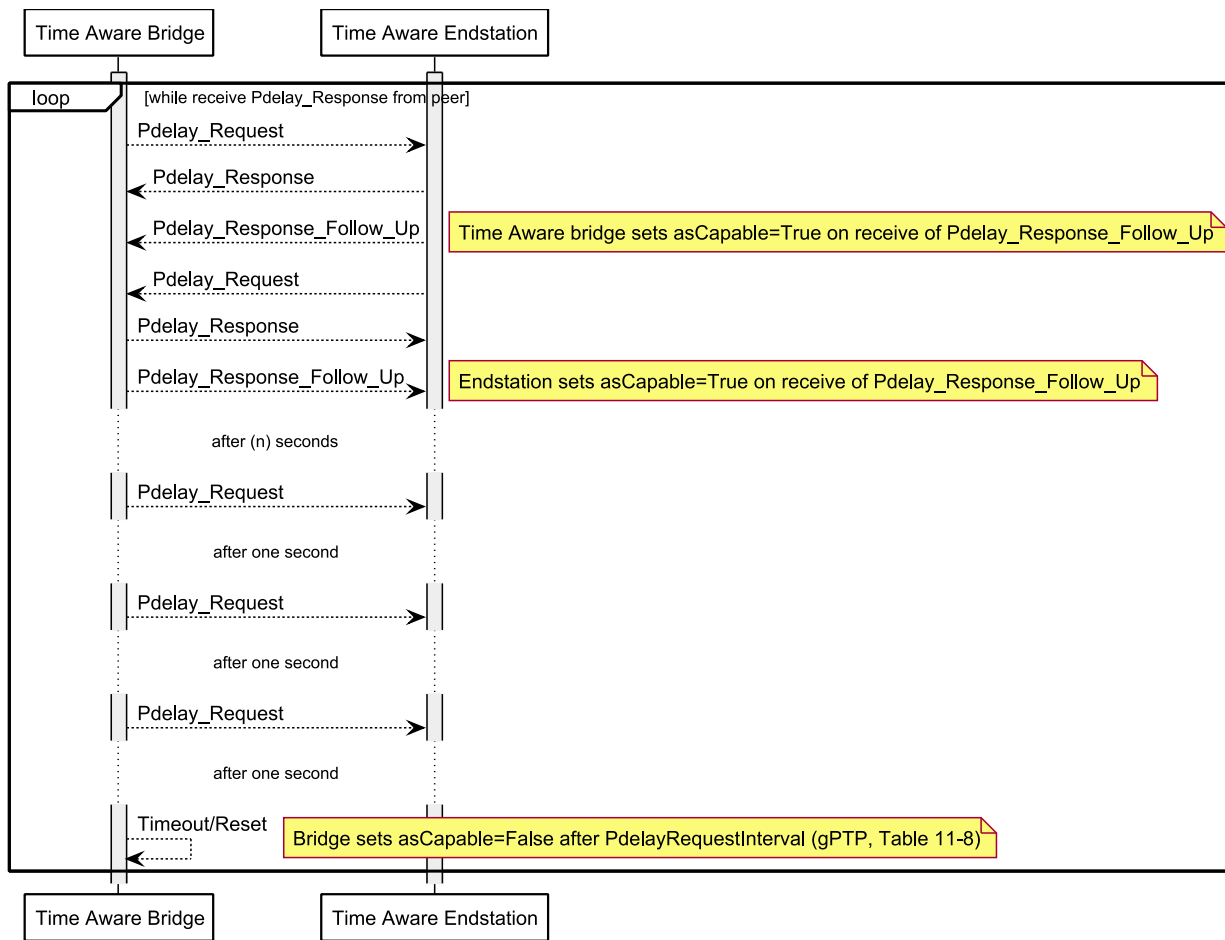 Time Aware Bridge
Time Aware Endstation
loop
[while receive Pdelay_Response from peer]
Pdelay_Request
Pdelay_Response
Pdelay_Response_Follow_Up
Time Aware bridge sets asCapable=True on receive of Pdelay_Response_Follow_Up
Pdelay_Request
Pdelay_Response
Pdelay_Response_Follow_Up
Endstation sets asCapable=True on receive of Pdelay_Response_Follow_Up
after (n) seconds
Pdelay_Request
after one second
Pdelay_Request
after one second
Pdelay_Request
after one second
Timeout/Reset
Bridge sets asCapable=False after PdelayRequestInterval (gPTP, Table 11-8)
Time Aware Bridge
Time Aware Endstation